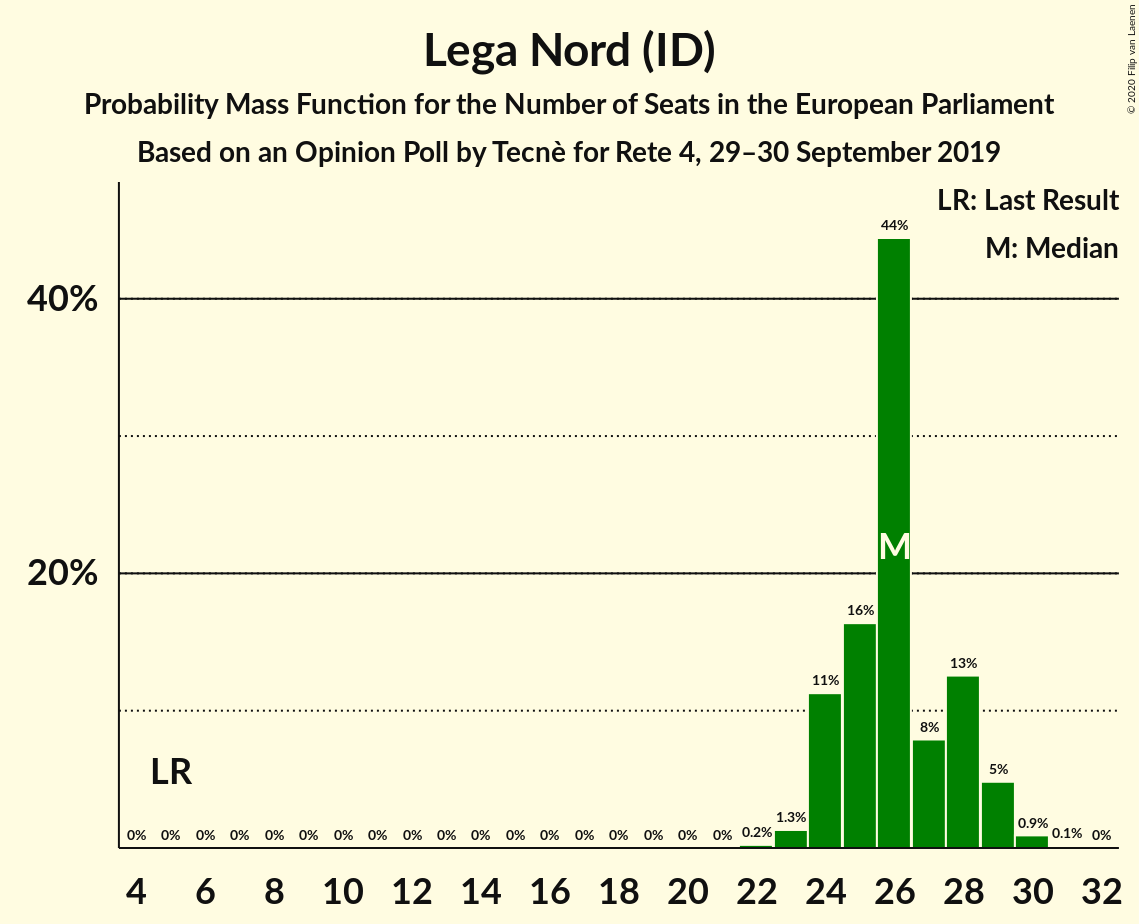 Lega Nord (ID)
Probability Mass Function for the Number of Seats in the European Parliament
Based on an Opinion Poll by Tecnè for Rete 4, 29–30 September 2019
© 2020 Filip van Laenen
LR: Last Result
M: Median
44%
40%
M
20%
16%
13%
11%
8%
LR
5%
0% 0% 0% 0% 0% 0% 0% 0% 0% 0% 0% 0% 0% 0% 0% 0% 0% 0% 0.2% 1.3% 0.9% 0.1% 0%
4 6 8 10 12 14 16 18 20 22 24 26 28 30 32